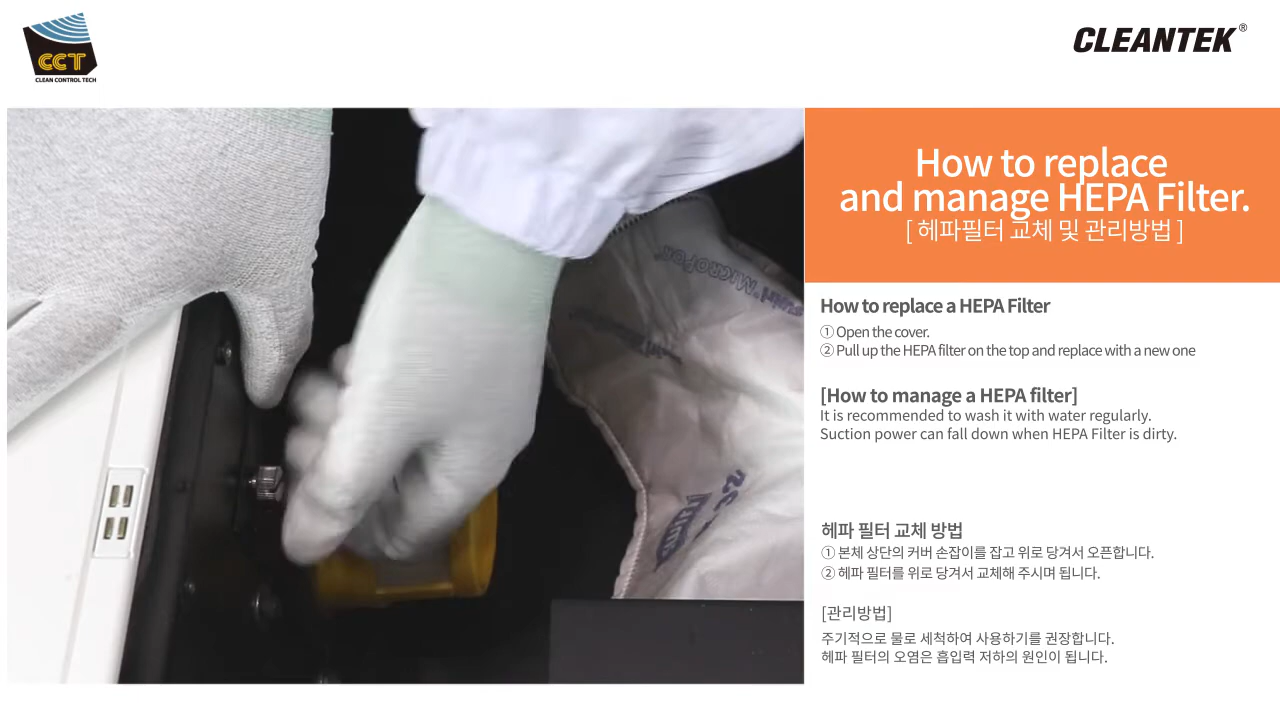 CCT
CLEAN CONTROL TECH
CLEANTEK®
How to replace
and manage HEPA Filter.
[ 헤파필터 교체 및 관리방법 ]
How to replace a HEPA Filter
① Open the cover.
② Pull up the HEPA filter on the top and replace with a new one
[How to manage a HEPA filter]
It is recommended to wash it with water regularly.
Suction power can fall down when HEPA Filter is dirty.
헤파 필터 교체 방법
① 본체 상단의 커버 손잡이를 잡고 위로 당겨서 오픈합니다.
② 헤파 필터를 위로 당겨서 교체해 주시며 됩니다.
[관리방법]
주기적으로 물로 세척하여 사용하기를 권장합니다.
헤파 필터의 오염은 흡입력 저하의 원인이 됩니다.